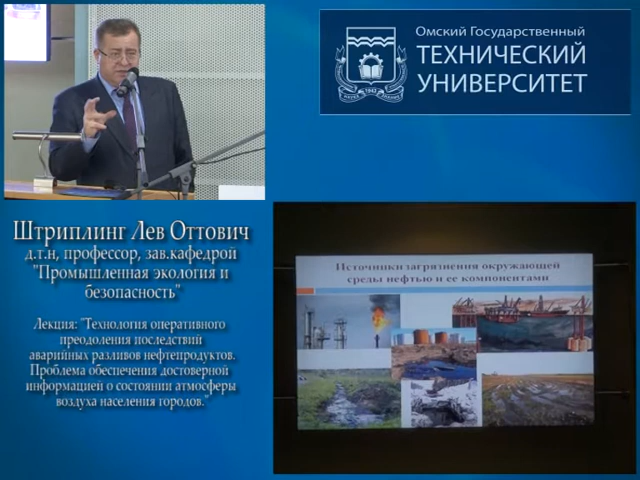 Омский Государственный
ТЕХНИЧЕСКИЙ
УНИВЕРСИТЕТ
1942
Штриплинг Лев Оттович
д.т.н, профессор, зав.кафедрой
"Промышленная экология и
безопасность"
Лекция: "Технология оперативного
преодоления последствий
аварийных разливов нефтепродуктов.
Проблема обеспечения достоверной
информацией о состоянии атмосферы
воздуха населения городов."
Источники загрязнения окружающей
среды нефтью и ее компонентами